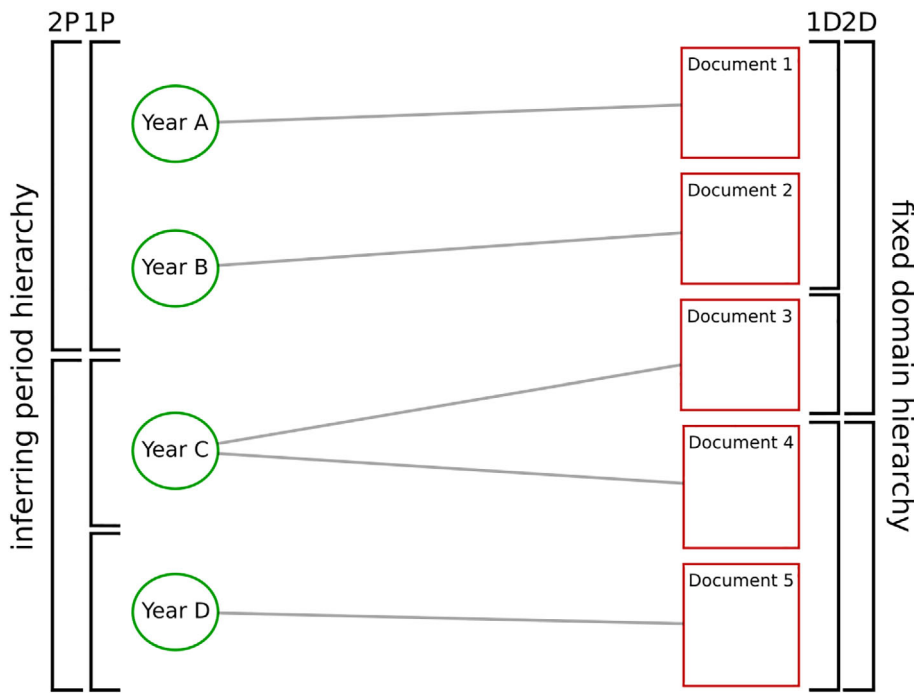 2P 1P
1D 2D
inferring period hierarchy
Year A
Year B
Year C
Year D
Document 1
Document 2
Document 3
Document 4
Document 5
fixed domain hierarchy